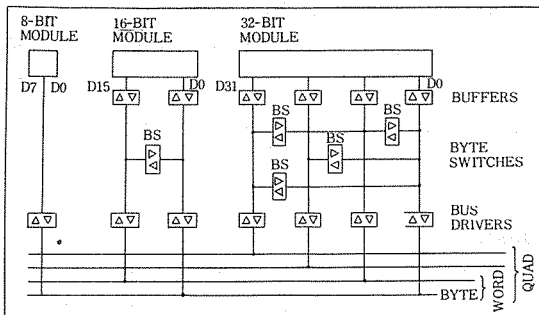 8-BIT MODULE
16-BIT MODULE
32-BIT MODULE
D7 D0
D15 D0
D31 D0
BUFFERS
BS
BS
BS
BS
BS
BYTE SWITCHES
BUS DRIVERS
BYTE
WORD
QUAD